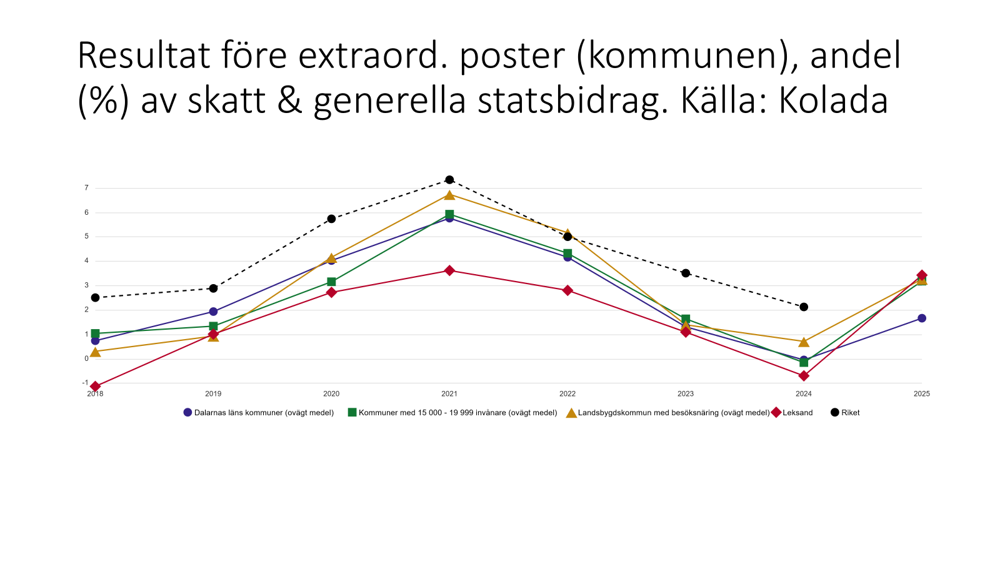 Resultat före extraord. poster (kommunen), andel
(%) av skatt & generella statsbidrag. Källa: Kolada
7
6
5
4
3
2
1
0
-1
2018 2019 2020 2021 2022 2023 2024 2025
Dalarnas läns kommuner (ovägt medel) Kommuner med 15 000 - 19 999 invånare (ovägt medel) Landsbygdskommun med besöksnäring (ovägt medel) Leksand Riket